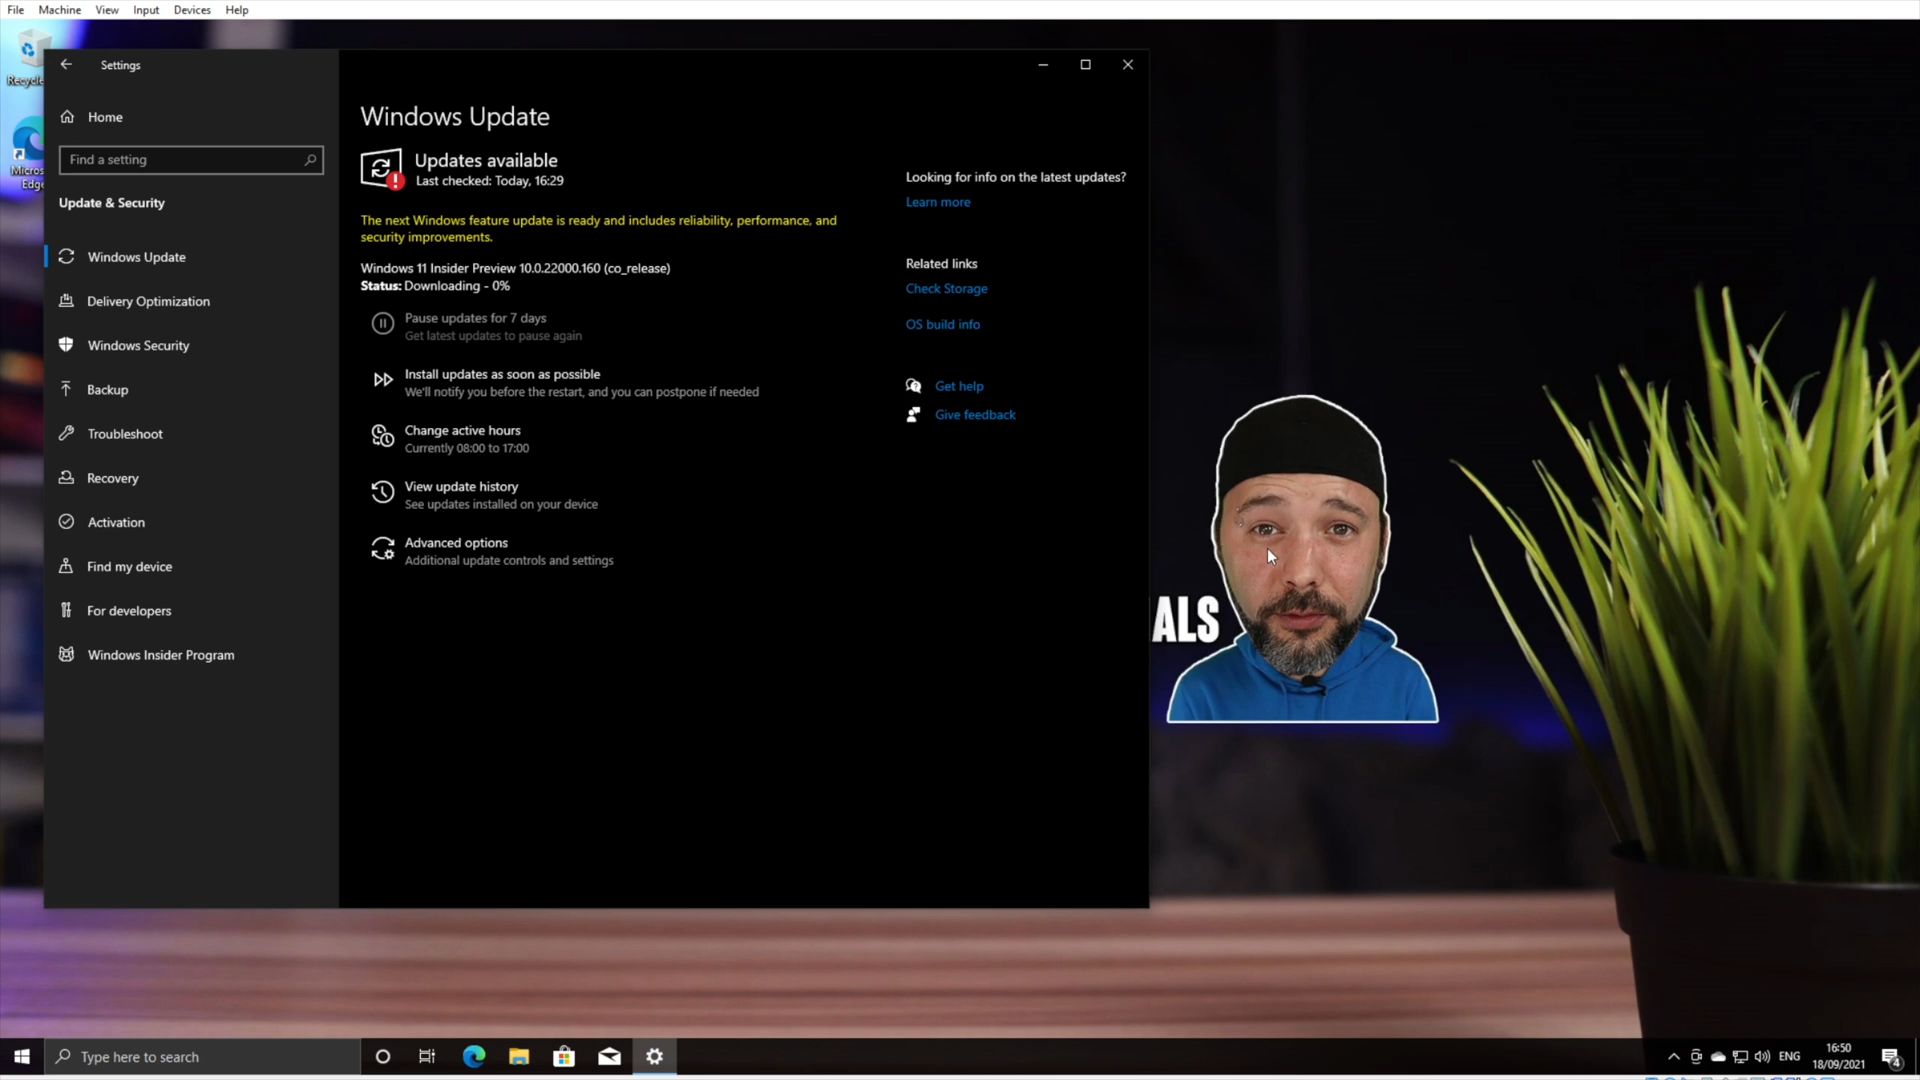 File Machine View Input Devices Help
Recycle
Micros
Edge
Settings
Home
Find a setting
Update & Security
Windows Update
Delivery Optimization
Windows Security
Backup
Troubleshoot
Recovery
Activation
Find my device
For developers
Windows Insider Program
Windows Update
Updates available
Last checked: Today, 16:29
The next Windows feature update is ready and includes reliability, performance, and
security improvements.
Windows 11 Insider Preview 10.0.22000.160 (co_release)
Status: Downloading - 0%
Pause updates for 7 days
Get latest updates to pause again
Install updates as soon as possible
We'll notify you before the restart, and you can postpone if needed
Change active hours
Currently 08:00 to 17:00
View update history
See updates installed on your device
Advanced options
Additional update controls and settings
Looking for info on the latest updates?
Learn more
Related links
Check Storage
OS build info
Get help
Give feedback
ALS
Type here to search
ENG
16:50
18/09/2021
4